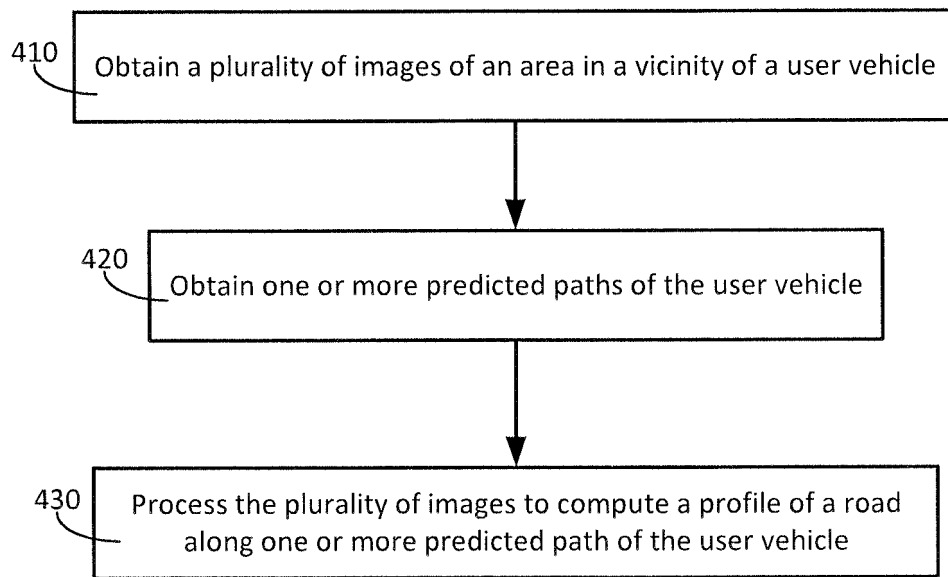 410
Obtain a plurality of images of an area in a vicinity of a user vehicle
420
Obtain one or more predicted paths of the user vehicle
430
Process the plurality of images to compute a profile of a road
along one or more predicted path of the user vehicle